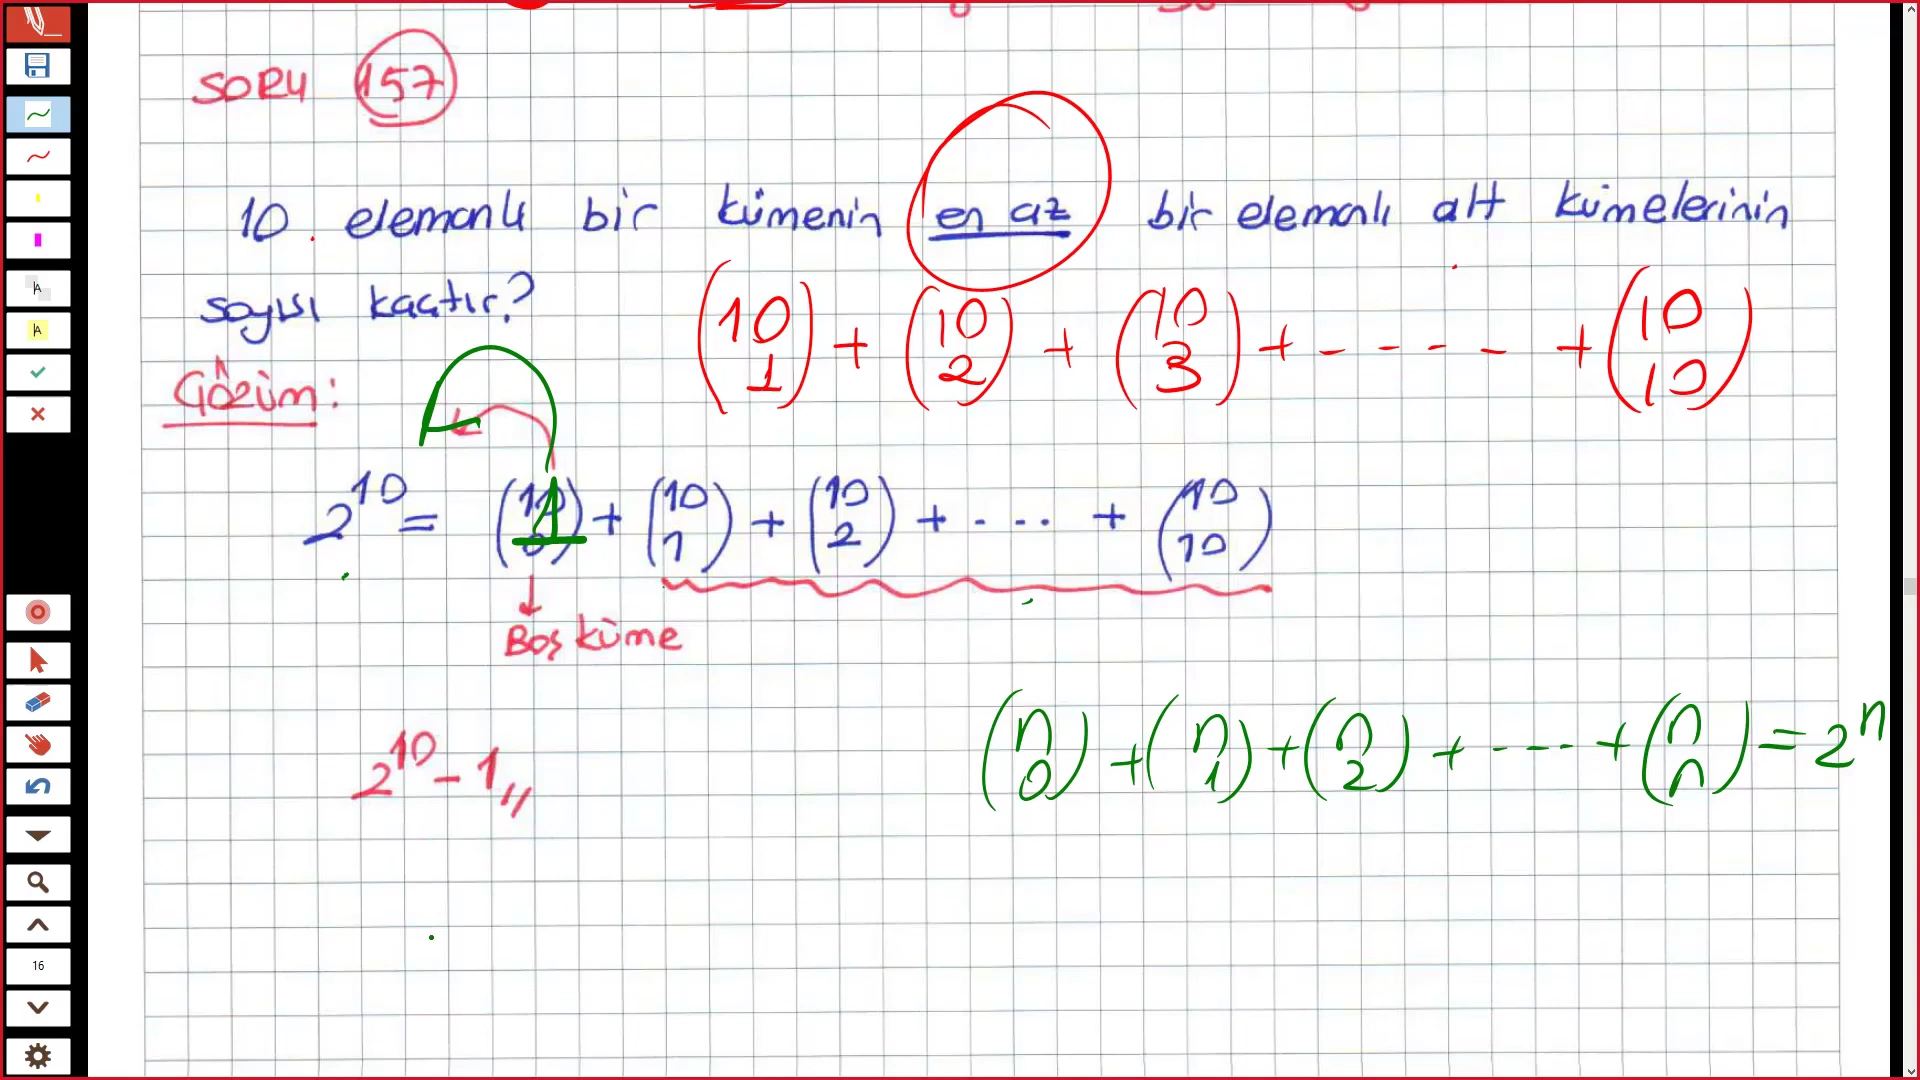 SORU 157
10 elemanlı bir kümenin en az bir elemanlı alt kümelerinin
sayısı kaçtır?
(10 1) + (10 2) + (10 3) + - - - - - + (10 10)
Çözüm:
2^10 = (10 0) + (10 1) + (10 2) + . . . . + (10 10)
1
Boş küme
(n 0) + (n 1) + (n 2) + - - - - + (n n) = 2^n
2^10 - 1//
A
A
16